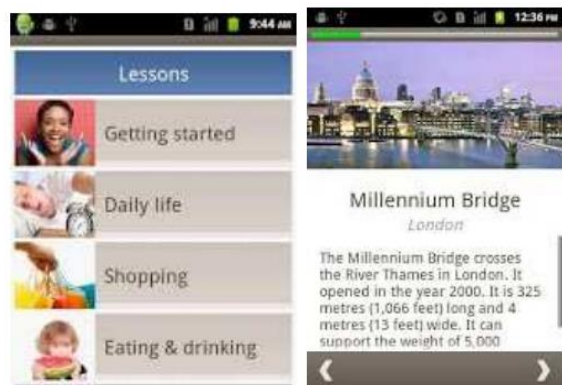 9:44 AM
Lessons
Getting started
Daily life
Shopping
Eating & drinking
12:36 PM
Millennium Bridge
London
The Millennium Bridge crosses
the River Thames in London. It
opened in the year 2000. It is 325
metres (1,066 feet) long and 4
metres (13 feet) wide. It can
support the weight of 5,000